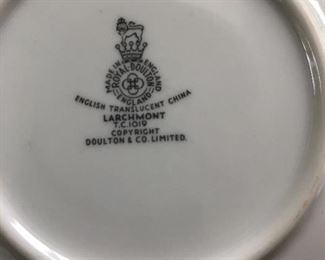 MADE IN ENGLAND
ROYAL DOULTON
ENGLAND
ENGLISH TRANSLUCENT CHINA
LARCHMONT
T.C.1019
COPYRIGHT
DOULTON & CO. LIMITED.